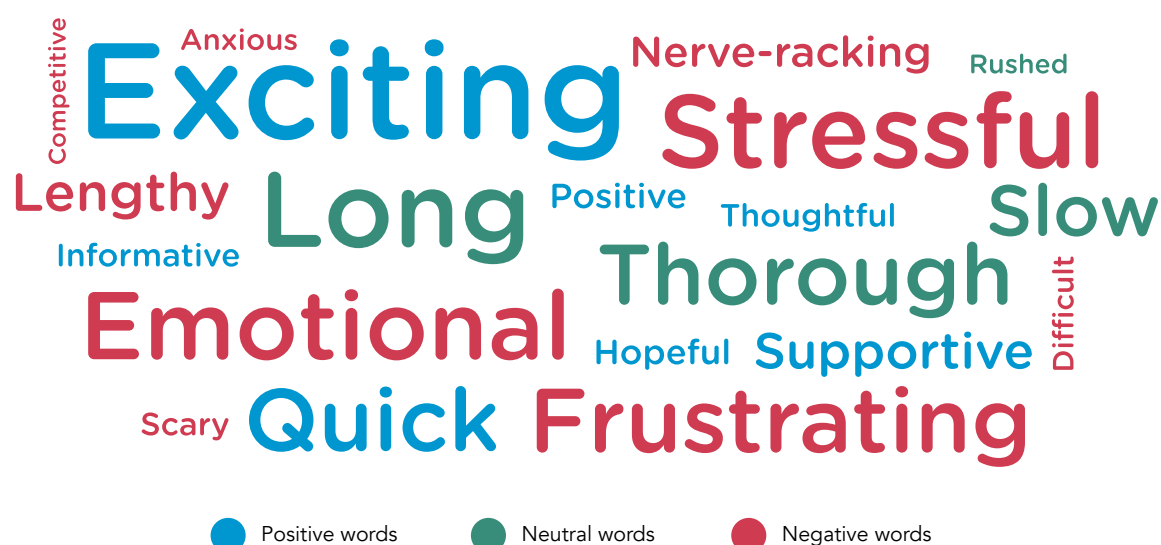 Competitive
Anxious
Exciting
Nerve-racking
Rushed
Stressful
Lengthy
Long
Positive
Thoughtful
Slow
Informative
Thorough
Difficult
Emotional
Hopeful
Supportive
Scary
Quick
Frustrating
Positive words
Neutral words
Negative words